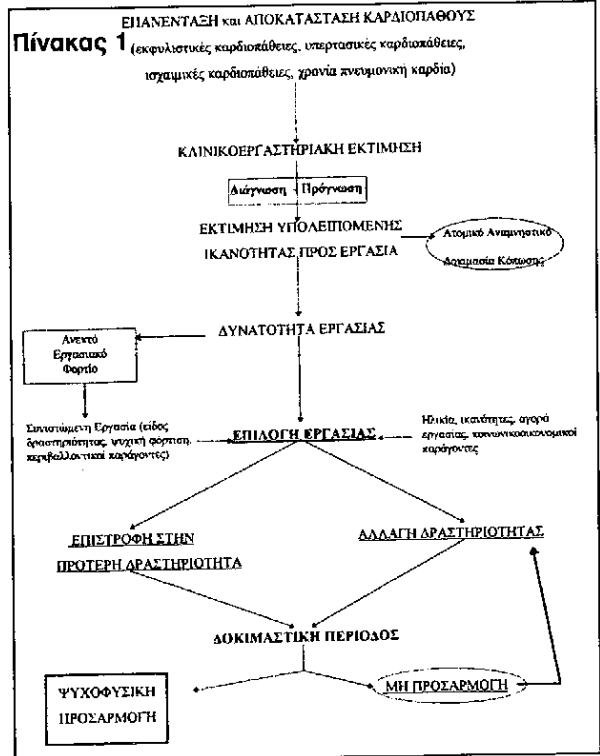 ΕΠΑΝΕΝΤΑΞΗ και ΑΠΟΚΑΤΑΣΤΑΣΗ ΚΑΡΔΙΟΠΑΘΟΥΣ
Πίνακας 1
(εκφυλιστικές καρδιοπάθειες, υπερτασικές καρδιοπάθειες,
ισχαιμικές καρδιοπάθειες, χρονία πνευμονική καρδία)
ΚΛΙΝΙΚΟΕΡΓΑΣΤΗΡΙΑΚΗ ΕΚΤΙΜΗΣΗ
Διάγνωση - Πρόγνωση
ΕΚΤΙΜΗΣΗ ΥΠΟΛΕΙΠΟΜΕΝΗΣ
ΙΚΑΝΟΤΗΤΑΣ ΠΡΟΣ ΕΡΓΑΣΙΑ
Ατομικό Αναμνηστικό
Δοκιμασία Κόπωσης
ΔΥΝΑΤΟΤΗΤΑ ΕΡΓΑΣΙΑΣ
Ανεκτό
Εργασιακό
Φορτίο
Συνιστώμενη Εργασία (είδος
δραστηριότητας, ψυχική φόρτιση,
περιβαλλοντικοί παράγοντες)
ΕΠΙΛΟΓΗ ΕΡΓΑΣΙΑΣ
Ηλικία, ικανότητες, αγορά
εργασίας, κοινωνικοοικονομικοί
παράγοντες
ΕΠΙΣΤΡΟΦΗ ΣΤΗΝ
ΠΡΟΤΕΡΗ ΔΡΑΣΤΗΡΙΟΤΗΤΑ
ΑΛΛΑΓΗ ΔΡΑΣΤΗΡΙΟΤΗΤΑΣ
ΔΟΚΙΜΑΣΤΙΚΗ ΠΕΡΙΟΔΟΣ
ΨΥΧΟΦΥΣΙΚΗ
ΠΡΟΣΑΡΜΟΓΗ
ΜΗ ΠΡΟΣΑΡΜΟΓΗ